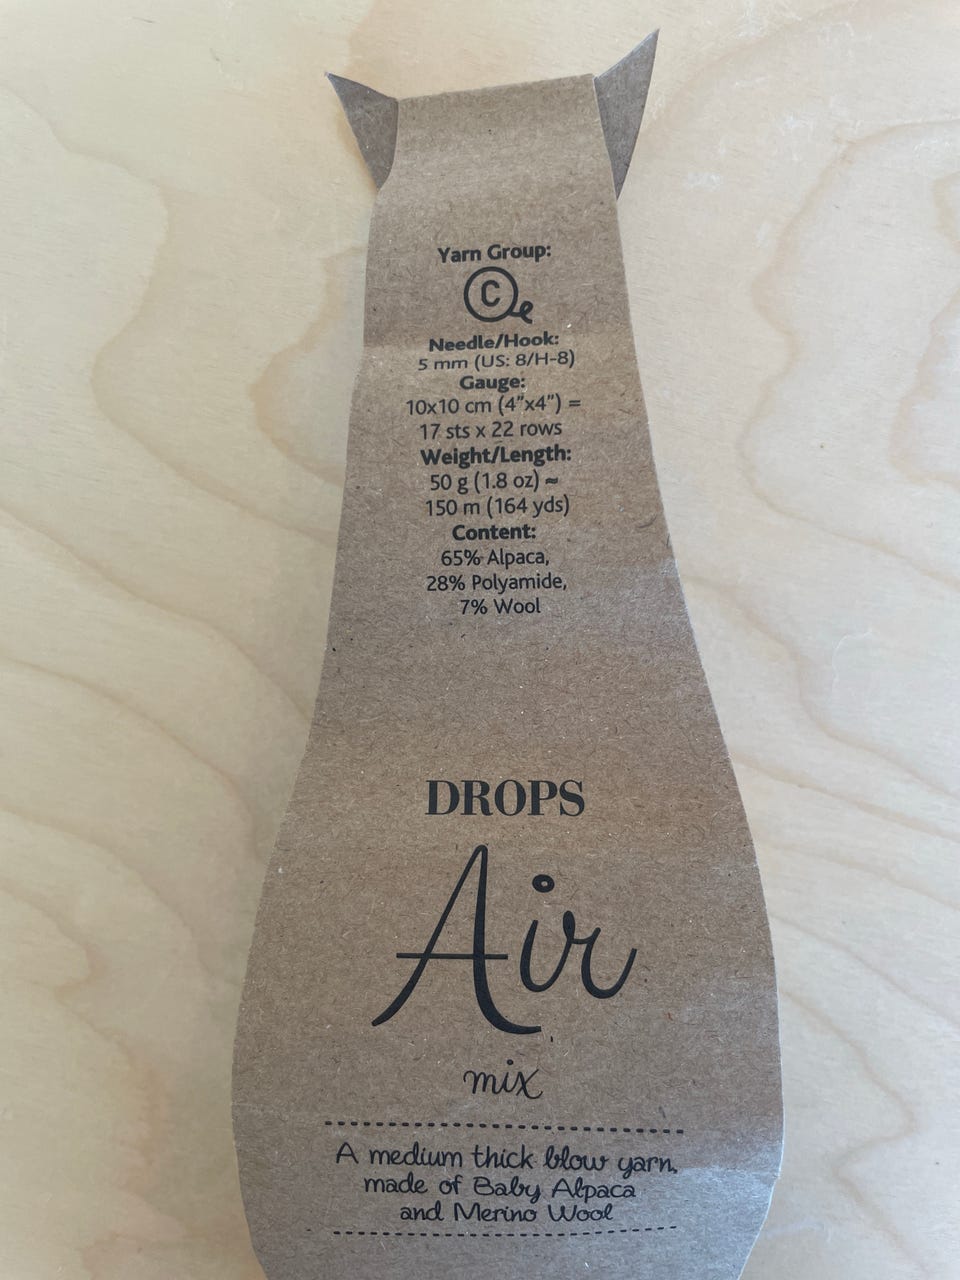 Yarn Group:
C
Needle/Hook:
5 mm (US: 8/H-8)
Gauge:
10x10 cm (4”x4”) =
17 sts x 22 rows
Weight/Length:
50 g (1.8 oz) ≈
150 m (164 yds)
Content:
65% Alpaca,
28% Polyamide,
7% Wool
DROPS
Air
mix
A medium thick blow yarn,
made of Baby Alpaca
and Merino Wool